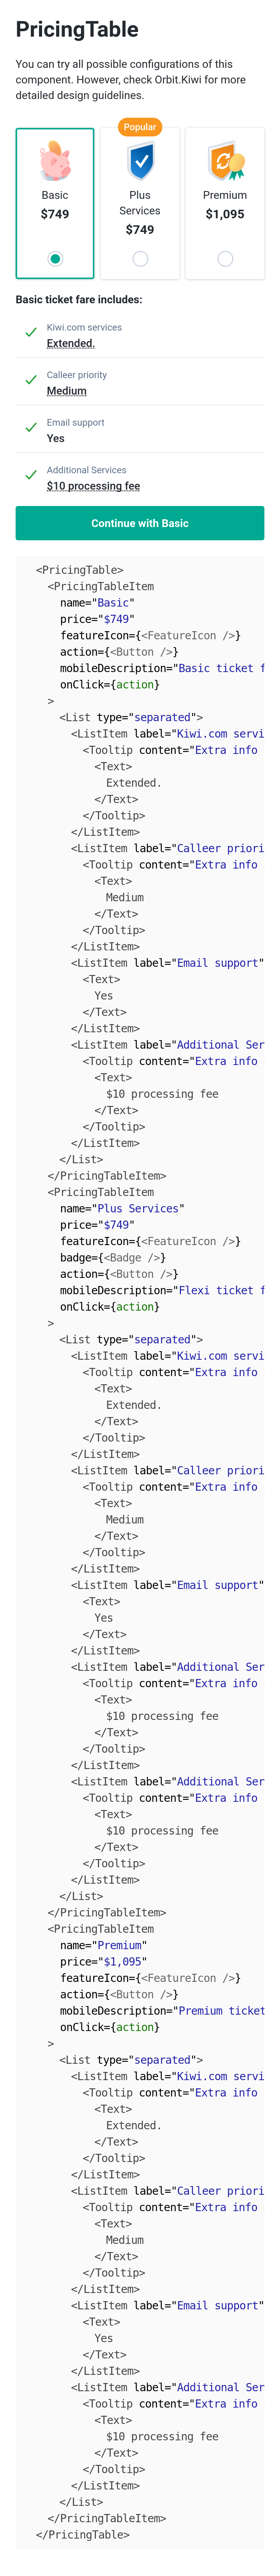 PricingTable
You can try all possible configurations of this
component. However, check Orbit.Kiwi for more
detailed design guidelines.
Popular
Basic
$749
Plus
Services
$749
Premium
$1,095
Basic ticket fare includes:
Kiwi.com services
Extended.
Calleer priority
Medium
Email support
Yes
Additional Services
$10 processing fee
Continue with Basic
<PricingTable>
<PricingTableItem
name="Basic"
price="$749"
featureIcon={<FeatureIcon />}
action={<Button />}
mobileDescription="Basic ticket f
onClick={action}
>
<List type="separated">
<ListItem label="Kiwi.com servi
<Tooltip content="Extra info
<Text>
Extended.
</Text>
</Tooltip>
</ListItem>
<ListItem label="Calleer priori
<Tooltip content="Extra info
<Text>
Medium
</Text>
</Tooltip>
</ListItem>
<ListItem label="Email support"
<Text>
Yes
</Text>
</ListItem>
<ListItem label="Additional Ser
<Tooltip content="Extra info
<Text>
$10 processing fee
</Text>
</Tooltip>
</ListItem>
</List>
</PricingTableItem>
<PricingTableItem
name="Plus Services"
price="$749"
featureIcon={<FeatureIcon />}
badge={<Badge />}
action={<Button />}
mobileDescription="Flexi ticket f
onClick={action}
>
<List type="separated">
<ListItem label="Kiwi.com servi
<Tooltip content="Extra info
<Text>
Extended.
</Text>
</Tooltip>
</ListItem>
<ListItem label="Calleer priori
<Tooltip content="Extra info
<Text>
Medium
</Text>
</Tooltip>
</ListItem>
<ListItem label="Email support"
<Text>
Yes
</Text>
</ListItem>
<ListItem label="Additional Ser
<Tooltip content="Extra info
<Text>
$10 processing fee
</Text>
</Tooltip>
</ListItem>
<ListItem label="Additional Ser
<Tooltip content="Extra info
<Text>
$10 processing fee
</Text>
</Tooltip>
</ListItem>
</List>
</PricingTableItem>
<PricingTableItem
name="Premium"
price="$1,095"
featureIcon={<FeatureIcon />}
action={<Button />}
mobileDescription="Premium ticket
onClick={action}
>
<List type="separated">
<ListItem label="Kiwi.com servi
<Tooltip content="Extra info
<Text>
Extended.
</Text>
</Tooltip>
</ListItem>
<ListItem label="Calleer priori
<Tooltip content="Extra info
<Text>
Medium
</Text>
</Tooltip>
</ListItem>
<ListItem label="Email support"
<Text>
Yes
</Text>
</ListItem>
<ListItem label="Additional Ser
<Tooltip content="Extra info
<Text>
$10 processing fee
</Text>
</Tooltip>
</ListItem>
</List>
</PricingTableItem>
</PricingTable>